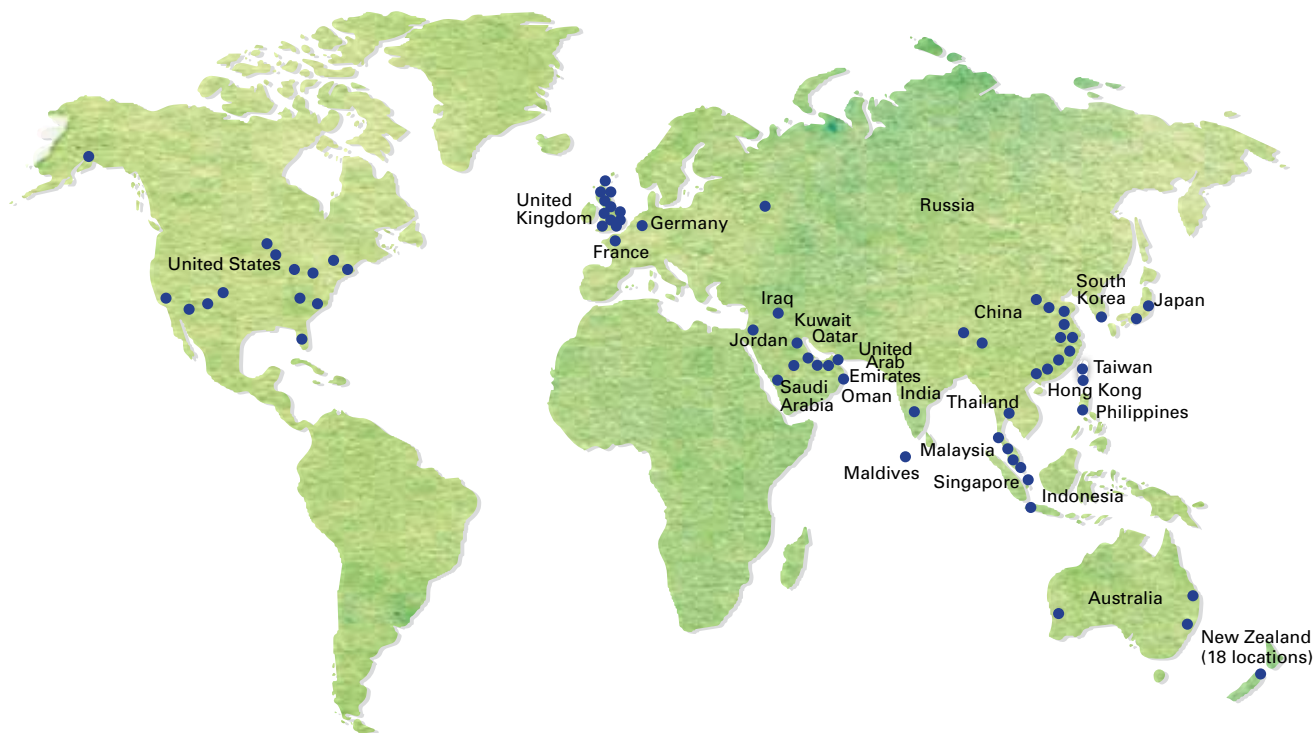 Russia
United
Kingdom
Germany
France
United States
South
Korea
Iraq
China
Japan
Kuwait
Jordan
Qatar
United
Arab
Emirates
Taiwan
Saudi
Arabia
Oman
India
Hong Kong
Thailand
Philippines
Malaysia
Maldives
Singapore
Indonesia
Australia
New Zealand
(18 locations)